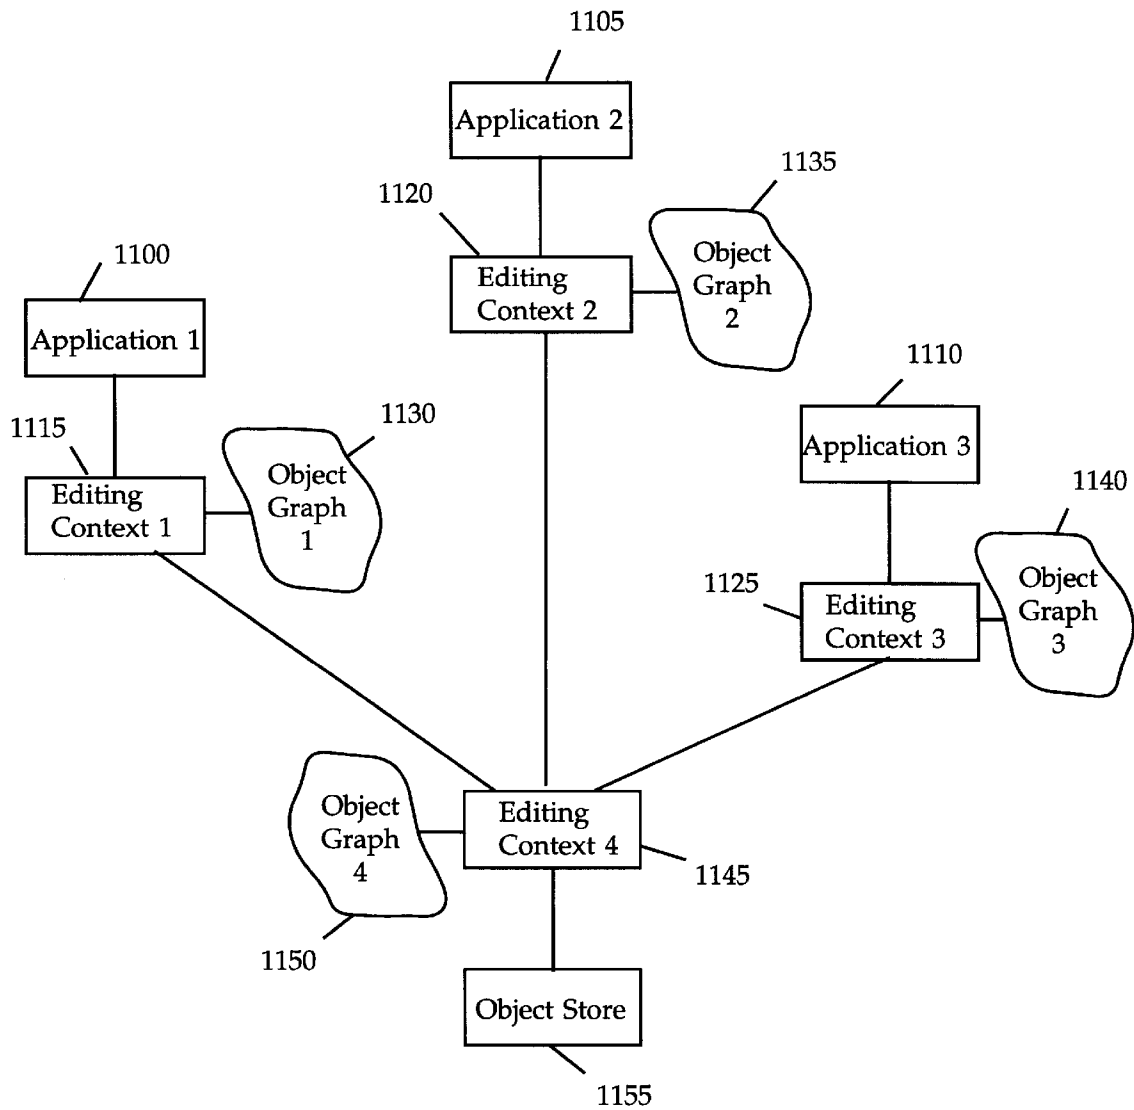 1105
Application 2
1135
1120
Object
Graph
2
Editing
Context 2
1100
Application 1
1110
Application 3
1130
1115
Object
Graph
1
Editing
Context 1
1140
Object
Graph
3
1125
Editing
Context 3
Object
Graph
4
Editing
Context 4
1145
1150
Object Store
1155